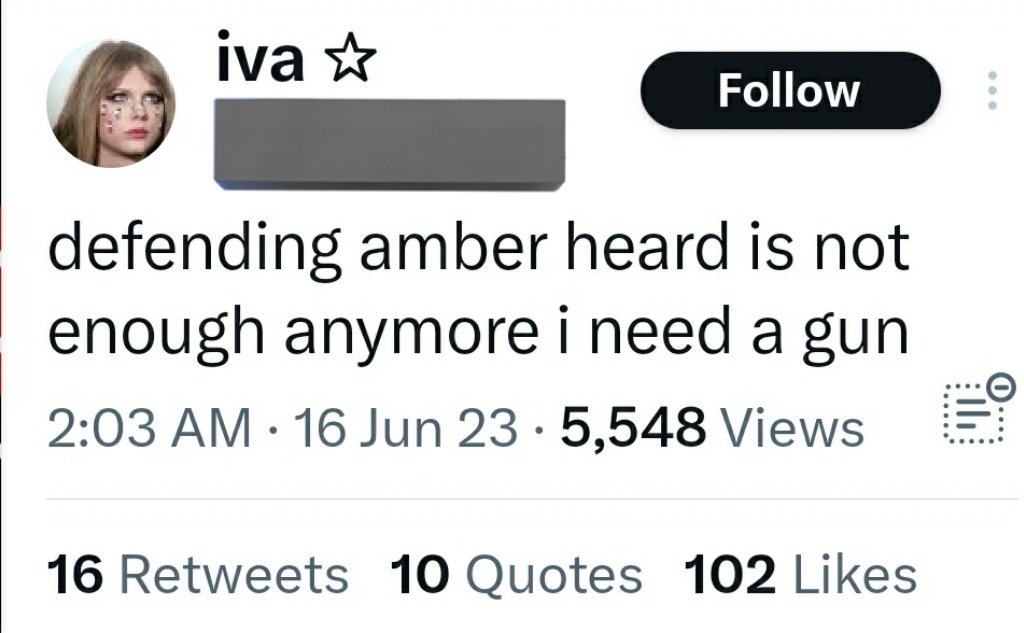 iva ☆
Follow
defending amber heard is not
enough anymore i need a gun
2:03 AM · 16 Jun 23 · 5,548 Views
16 Retweets 10 Quotes 102 Likes